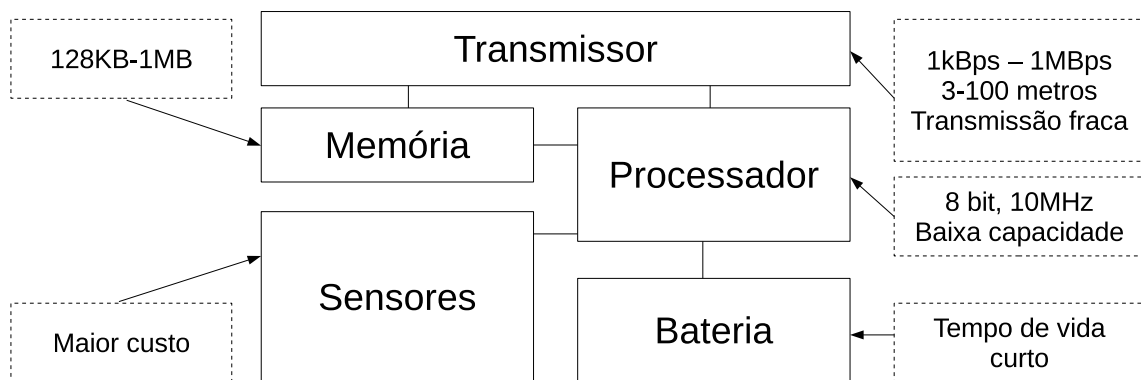 128KB-1MB
Transmissor
1kBps – 1MBps
3-100 metros
Transmissão fraca
Memória
Processador
8 bit, 10MHz
Baixa capacidade
Sensores
Maior custo
Bateria
Tempo de vida
curto